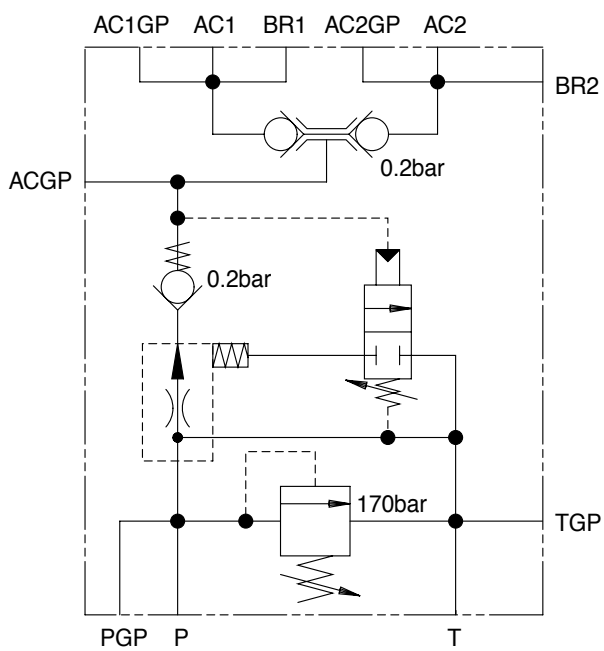 AC1GP AC1 BR1 AC2GP AC2
BR2
0.2bar
ACGP
0.2bar
170bar
TGP
PGP P T